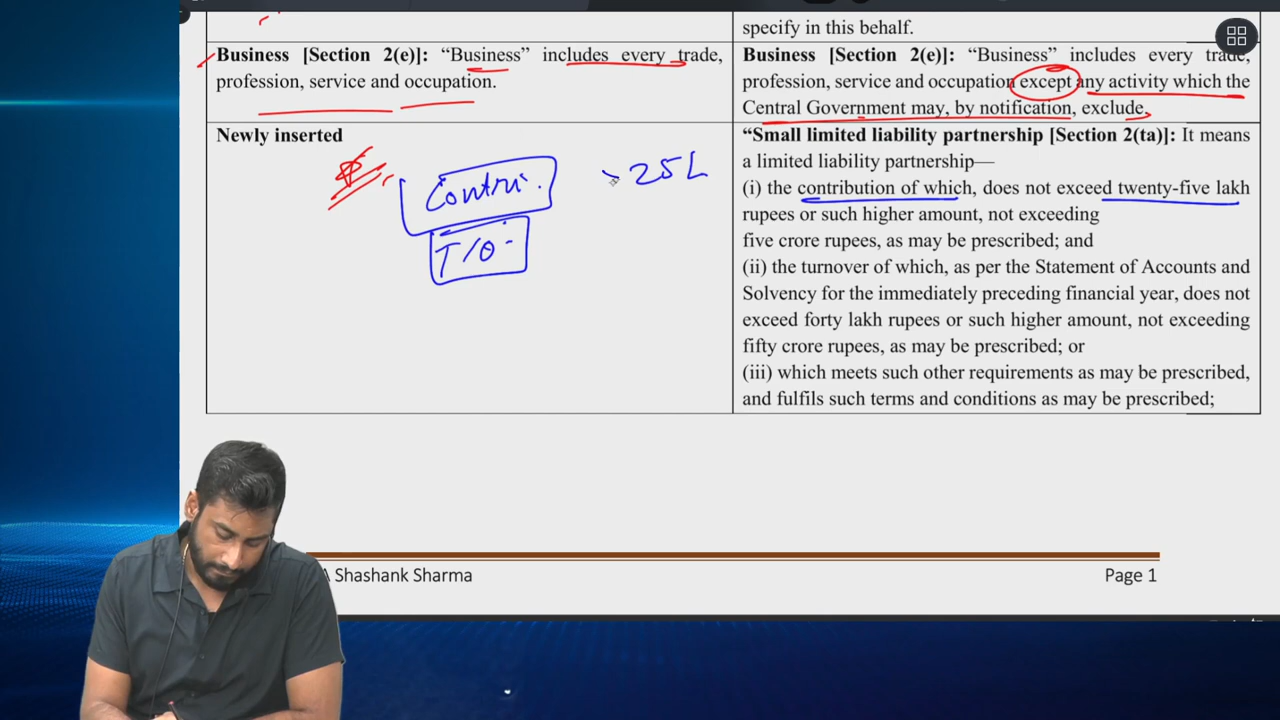 specify in this behalf.
Business [Section 2(e)]: “Business” includes every trade,
profession, service and occupation.
Business [Section 2(e)]: “Business” includes every trade,
profession, service and occupation except any activity which the
Central Government may, by notification, exclude.
Newly inserted
Contri.
T/O
25L
“Small limited liability partnership [Section 2(ta)]: It means
a limited liability partnership—
(i) the contribution of which, does not exceed twenty-five lakh
rupees or such higher amount, not exceeding
five crore rupees, as may be prescribed; and
(ii) the turnover of which, as per the Statement of Accounts and
Solvency for the immediately preceding financial year, does not
exceed forty lakh rupees or such higher amount, not exceeding
fifty crore rupees, as may be prescribed; or
(iii) which meets such other requirements as may be prescribed,
and fulfils such terms and conditions as may be prescribed;
Shashank Sharma
Page 1